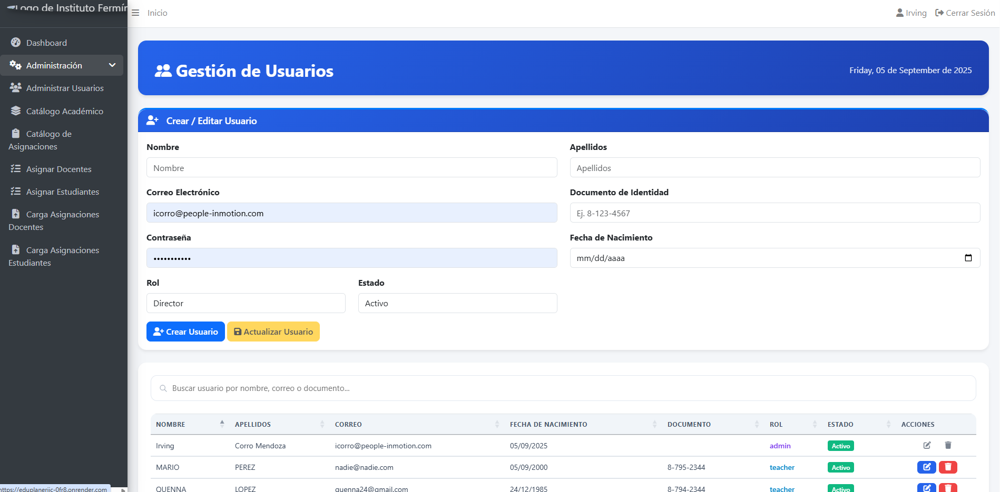 Logo de Instituto Fermín
Inicio
Irving
Cerrar Sesión
Dashboard
Administración
Administrar Usuarios
Catálogo Académico
Catálogo de
Asignaciones
Asignar Docentes
Asignar Estudiantes
Carga Asignaciones
Docentes
Carga Asignaciones
Estudiantes
Gestión de Usuarios
Friday, 05 de September de 2025
Crear / Editar Usuario
Nombre
Apellidos
Nombre
Apellidos
Correo Electrónico
Documento de Identidad
icorro@people-inmotion.com
Ej. 8-123-4567
Contraseña
Fecha de Nacimiento
•••••••••••
mm/dd/aaaa
Rol
Estado
Director
Activo
Crear Usuario
Actualizar Usuario
Buscar usuario por nombre, correo o documento...
NOMBRE APELLIDOS CORREO FECHA DE NACIMIENTO DOCUMENTO ROL ESTADO ACCIONES
Irving Corro Mendoza icorro@people-inmotion.com 05/09/2025 admin Activo
MARIO PEREZ nadie@nadie.com 05/09/2000 8-795-2344 teacher Activo
QUENNA LOPEZ quenna24@gmail.com 24/12/1985 8-794-2344 teacher Activo
https://eduplanerjic-0fr8.onrender.com